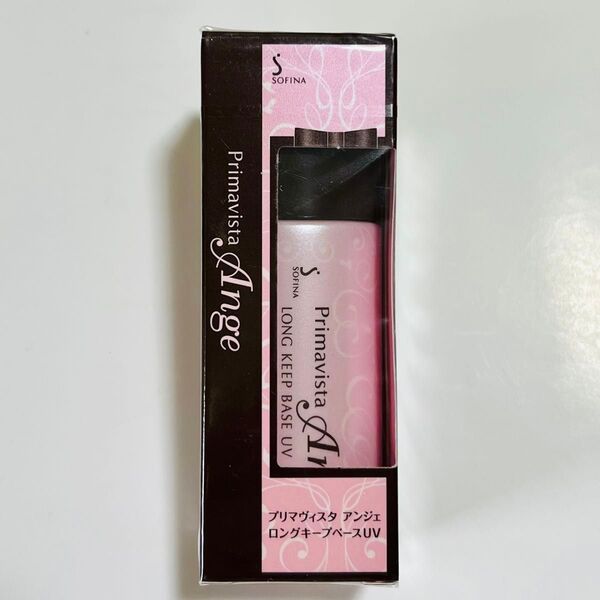 SOFINA
Primavista
Ange
SOFINA
Primavista
An
LONG KEEP BASE UV
プリマヴィスタ アンジェ
ロングキープベースUV